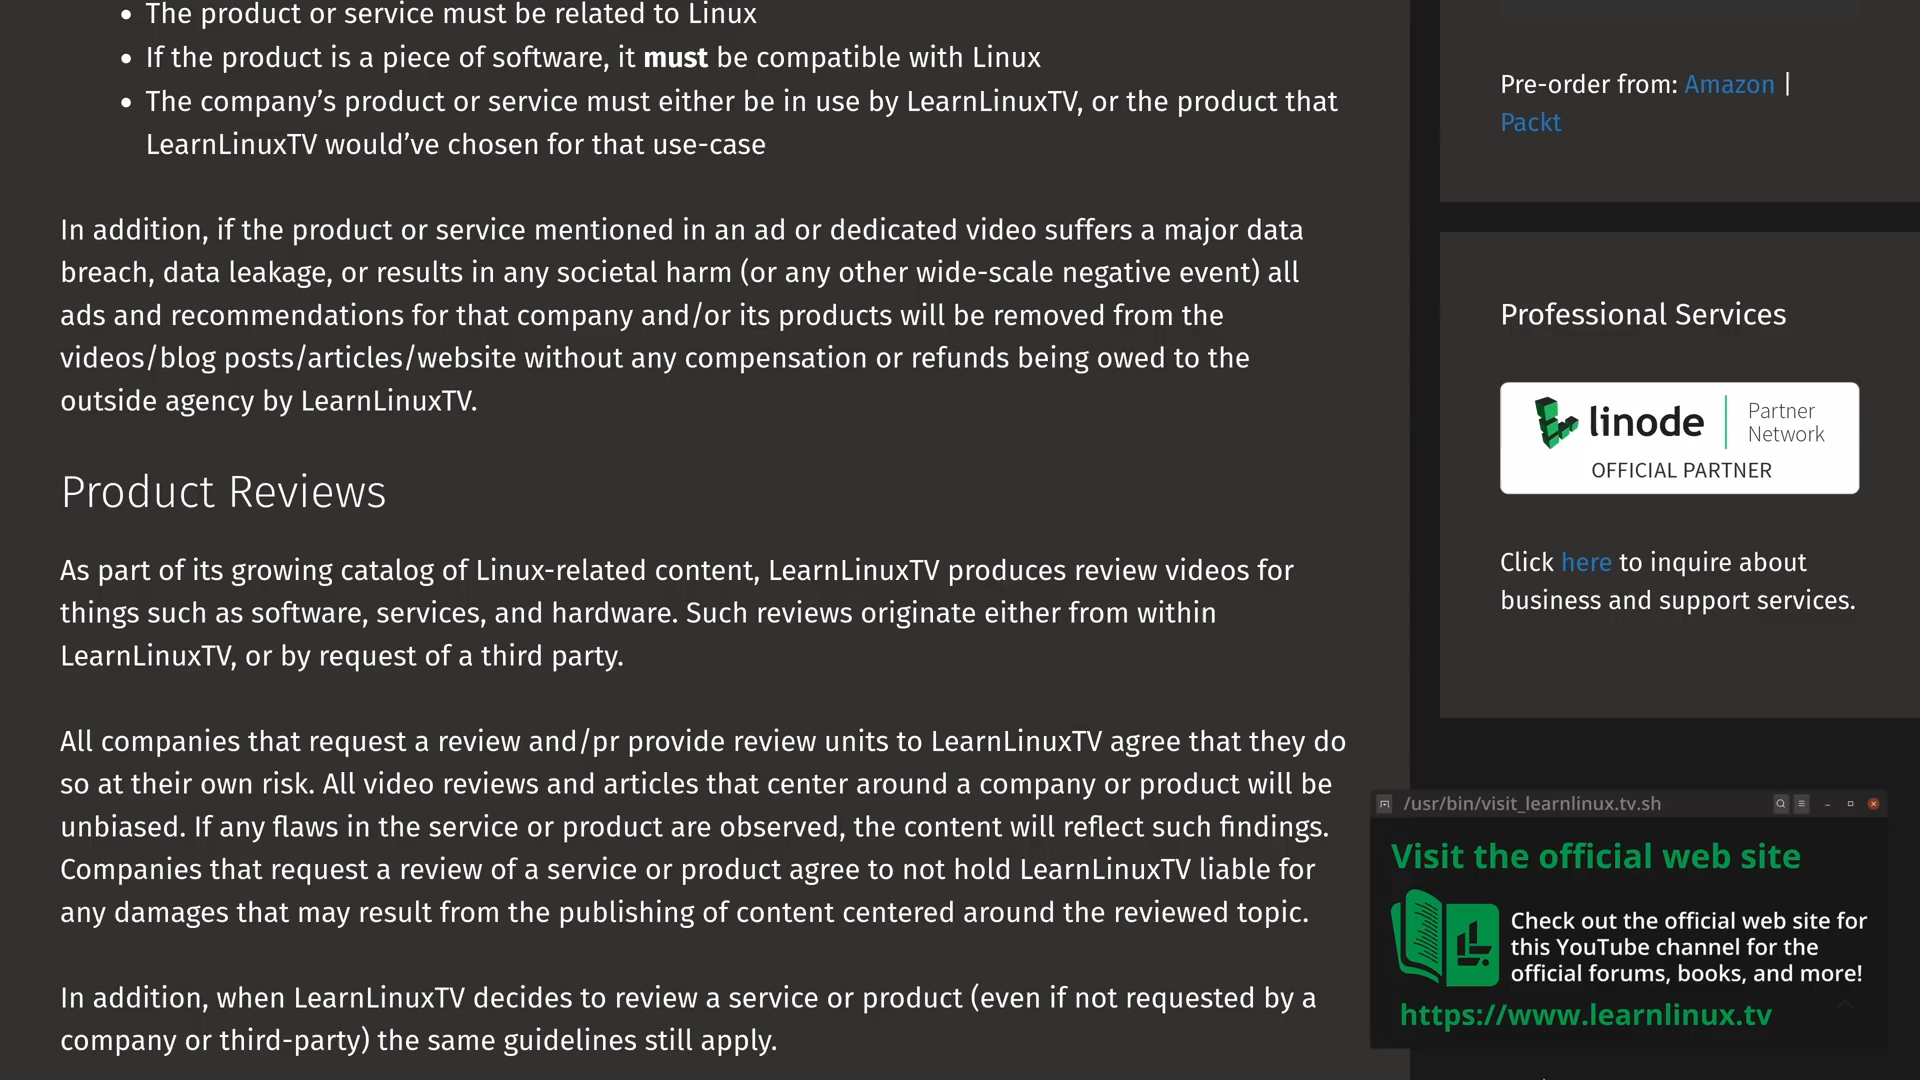 The product or service must be related to Linux
If the product is a piece of software, it must be compatible with Linux
The company’s product or service must either be in use by LearnLinuxTV, or the product that
LearnLinuxTV would’ve chosen for that use-case
In addition, if the product or service mentioned in an ad or dedicated video suffers a major data
breach, data leakage, or results in any societal harm (or any other wide-scale negative event) all
ads and recommendations for that company and/or its products will be removed from the
videos/blog posts/articles/website without any compensation or refunds being owed to the
outside agency by LearnLinuxTV.
Product Reviews
As part of its growing catalog of Linux-related content, LearnLinuxTV produces review videos for
things such as software, services, and hardware. Such reviews originate either from within
LearnLinuxTV, or by request of a third party.
All companies that request a review and/pr provide review units to LearnLinuxTV agree that they do
so at their own risk. All video reviews and articles that center around a company or product will be
unbiased. If any flaws in the service or product are observed, the content will reflect such findings.
Companies that request a review of a service or product agree to not hold LearnLinuxTV liable for
any damages that may result from the publishing of content centered around the reviewed topic.
In addition, when LearnLinuxTV decides to review a service or product (even if not requested by a
company or third-party) the same guidelines still apply.
Pre-order from: Amazon |
Packt
Professional Services
linode | Partner
Network
OFFICIAL PARTNER
Click here to inquire about
business and support services.
/usr/bin/visit_learnlinux.tv.sh
Visit the official web site
Check out the official web site for
this YouTube channel for the
official forums, books, and more!
https://www.learnlinux.tv